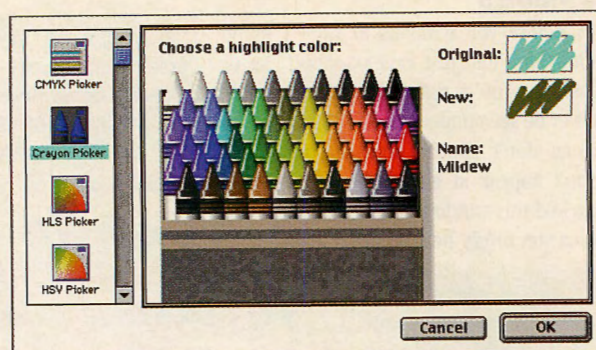 CMYK Picker
Crayon Picker
HLS Picker
HSV Picker
Choose a highlight color:
Original:
New:
Name:
Mildew
Cancel
OK